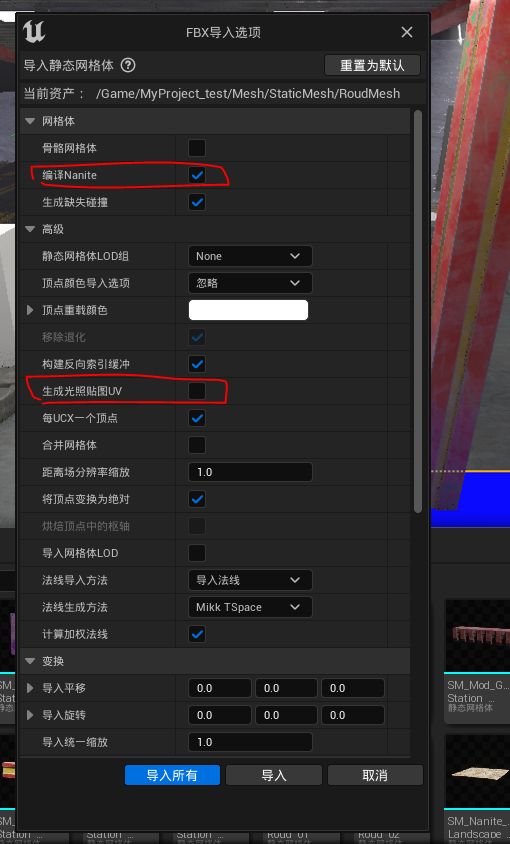 FBX导入选项
导入静态网格体 ?
重置为默认
当前资产： /Game/MyProject_test/Mesh/StaticMesh/RoudMesh
网格体
骨骼网格体
编译Nanite
生成缺失碰撞
高级
静态网格体LOD组 None
顶点颜色导入选项 忽略
顶点重载颜色
移除退化
构建反向索引缓冲
生成光照贴图UV
每UCX一个顶点
合并网格体
距离场分辨率缩放 1.0
将顶点变换为绝对
烘焙顶点中的枢轴
导入网格体LOD
法线导入方法 导入法线
法线生成方法 Mikk TSpace
计算加权法线
变换
导入平移 0.0 0.0 0.0
导入旋转 0.0 0.0 0.0
导入统一缩放 1.0
导入所有 导入 取消
SM_Mod_G...
Station_...
静态网格体
SM_Nanite_...
Landscape_...
Station_... Station_... Roud_01 Roud_02